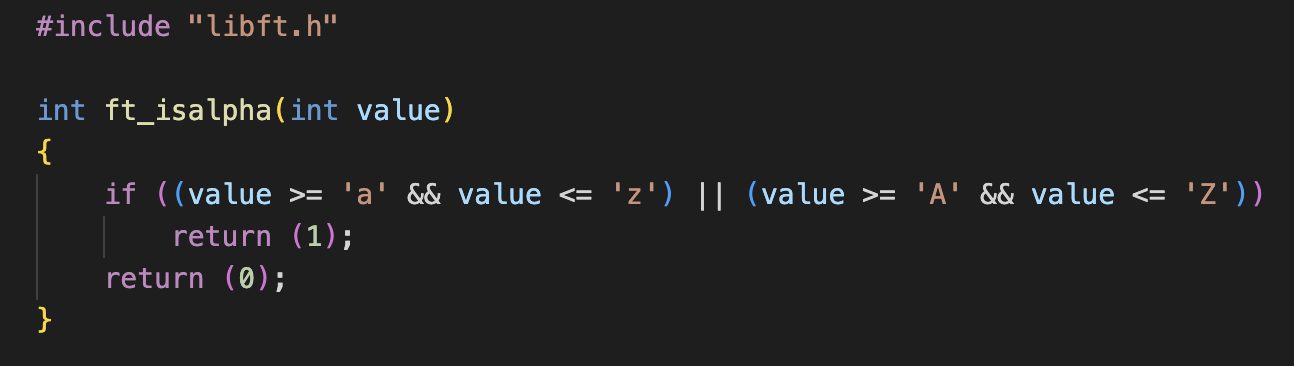 #include "libft.h"

int ft_isalpha(int value)
{
    if ((value >= 'a' && value <= 'z') || (value >= 'A' && value <= 'Z'))
        return (1);
    return (0);
}